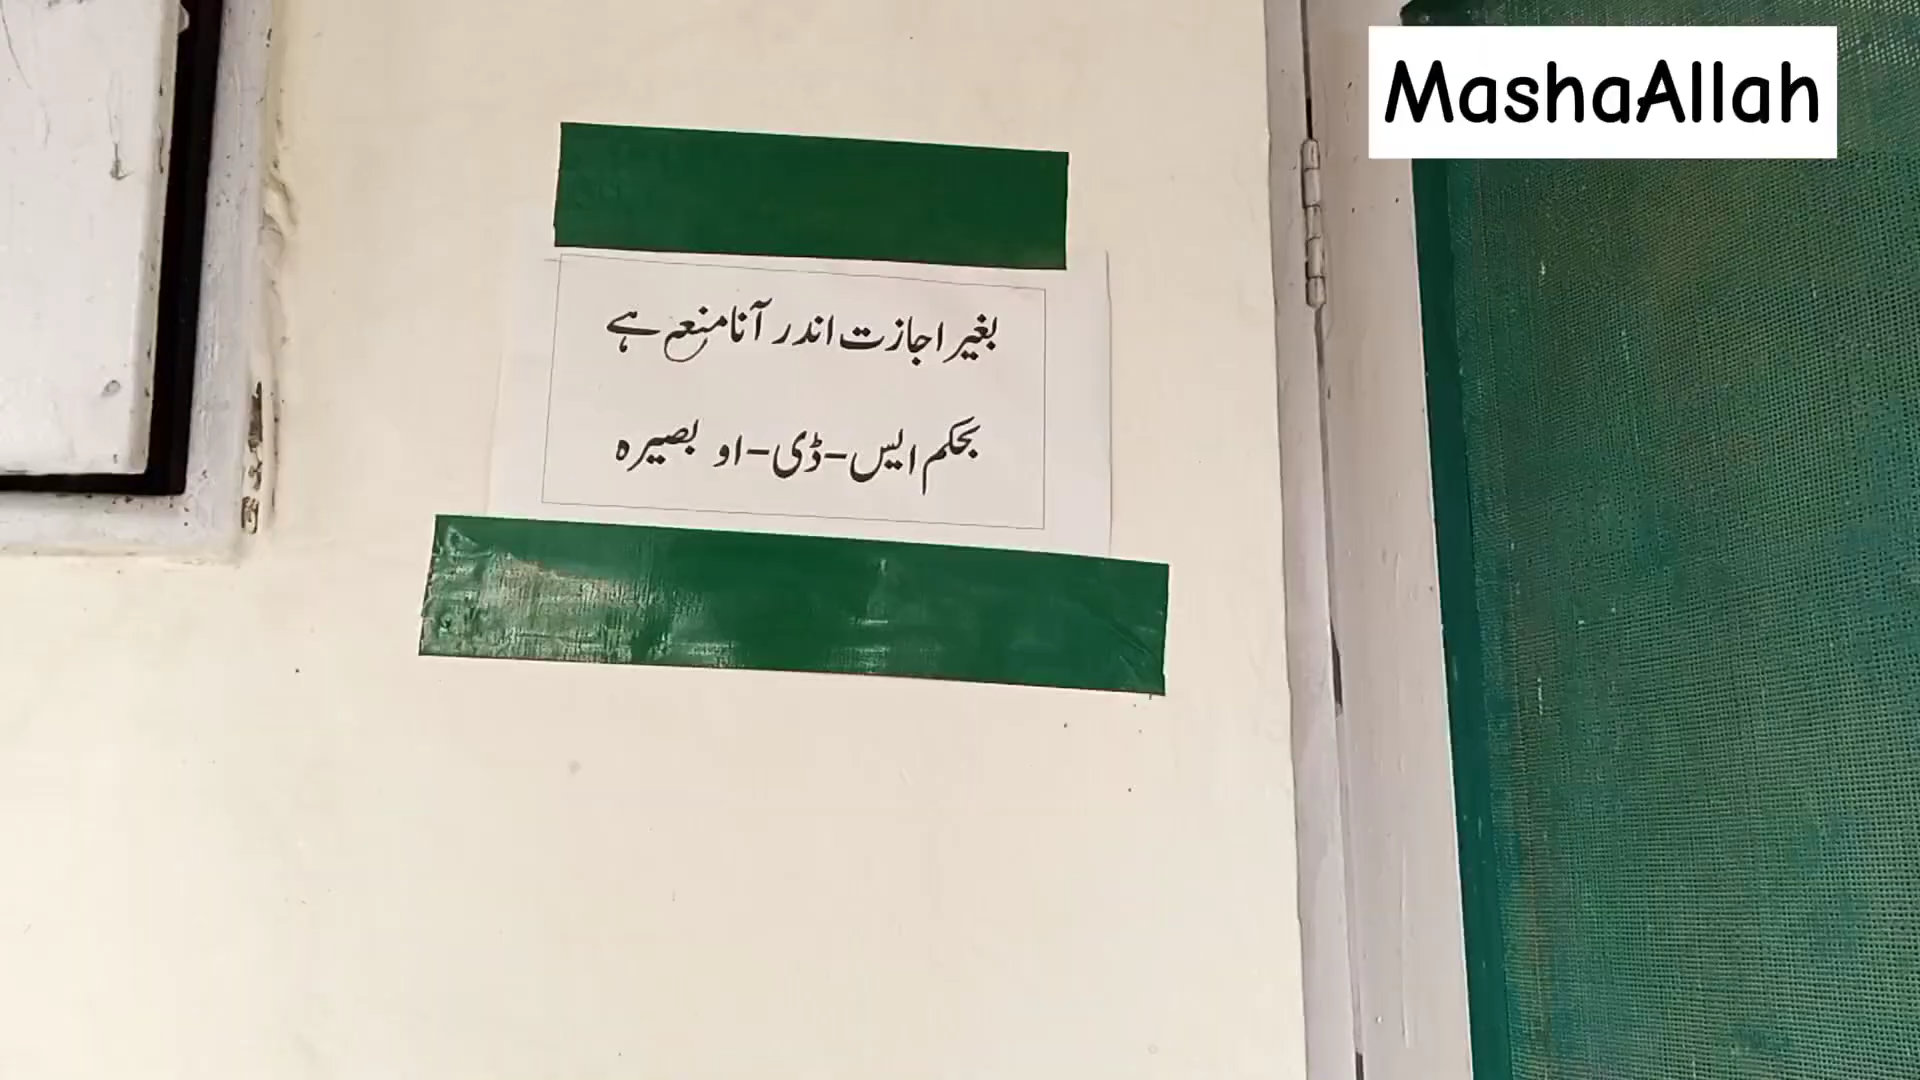 MashaAllah
بغیر اجازت اندر آنا منع ہے
بحکم ایس-ڈی-او بصیرہ